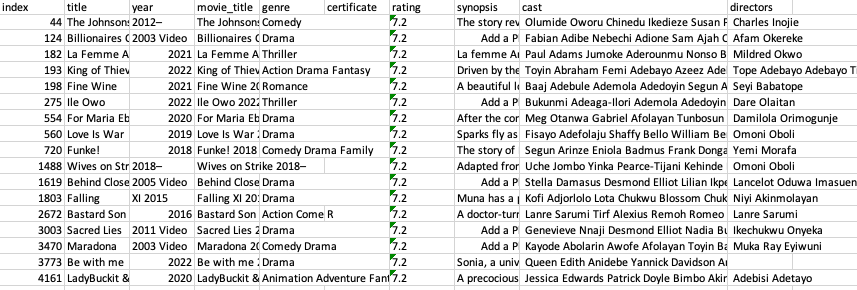 index title year movie_title genre certificate rating synopsis cast directors
44 The Johnsons 2012– The Johnsons Comedy 7.2 The story rev Olumide Oworu Chinedu Ikedieze Susan P Charles Inojie
124 Billionaires C 2003 Video Billionaires C Drama 7.2 Add a P Fabian Adibe Nebechi Adione Sam Ajah C Afam Okereke
182 La Femme A 2021 La Femme A Thriller 7.2 La femme Ar Paul Adams Jumoke Aderounmu Nonso B Mildred Okwo
193 King of Thiev 2022 King of Thiev Action Drama Fantasy 7.2 Driven by the Toyin Abraham Femi Adebayo Azeez Ade Tope Adebayo Adebayo T
198 Fine Wine 2021 Fine Wine 20 Romance 7.2 A beautiful l Baaj Adebule Ademola Adedoyin Segun A Seyi Babatope
275 Ile Owo 2022 Ile Owo 2022 Thriller 7.2 Add a P Bukunmi Adeaga-Ilori Ademola Adedoyin Dare Olaitan
554 For Maria Eb 2020 For Maria Eb Drama 7.2 After the cor Meg Otanwa Gabriel Afolayan Tunbosun Damilola Orimogunje
560 Love Is War 2019 Love Is War 2 Drama 7.2 Sparks fly as Fisayo Adefolaju Shaffy Bello William Be Omoni Oboli
720 Funke! 2018 Funke! 2018 Comedy Drama Family 7.2 The story of Segun Arinze Eniola Badmus Frank Donga Yemi Morafa
1488 Wives on Str 2018– Wives on Strike 2018– 7.2 Adapted from Uche Jombo Yinka Pearce-Tijani Kehinde Omoni Oboli
1619 Behind Close 2005 Video Behind Close Drama 7.2 Add a P Stella Damasus Desmond Elliot Lilian Ikpe Lancelot Oduwa Imasuen
1803 Falling XI 2015 Falling XI 201 Drama 7.2 Muna has a p Kofi Adjorlolo Lota Chukwu Blossom Chuk Niyi Akinmolayan
2672 Bastard Son 2016 Bastard Son Action Come R 7.2 A doctor-turn Lanre Sarumi Tirf Alexius Remoh Romeo Lanre Sarumi
3003 Sacred Lies 2011 Video Sacred Lies 2 Drama 7.2 Add a P Genevieve Nnaji Desmond Elliot Nadia Bu Ikechukwu Onyeka
3470 Maradona 2003 Video Maradona 20 Comedy Drama 7.2 Add a P Kayode Abolarin Awofe Afolayan Toyin Ba Muka Ray Eyiwuni
3773 Be with me 2022 Be with me 2 Drama 7.2 Sonia, a univ Queen Edith Anidebe Yannick Davidson An
4161 LadyBuckit & 2020 LadyBuckit & Animation Adventure Fan 7.2 A precocious Jessica Edwards Patrick Doyle Bimbo Akin Adebisi Adetayo